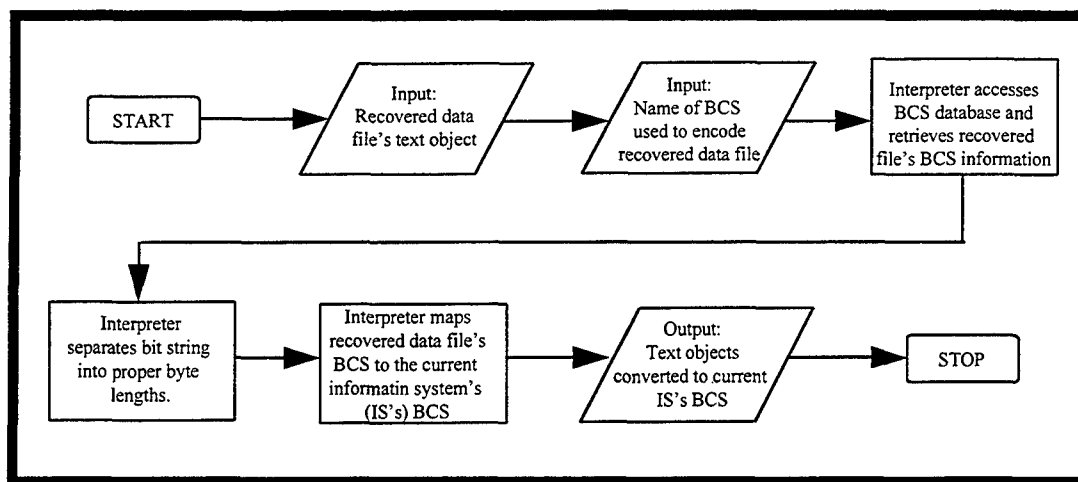 START
Input:
Recovered data
file's text object
Input:
Name of BCS
used to encode
recovered data file
Interpreter accesses
BCS database and
retrieves recovered
file's BCS information
Interpreter
separates bit string
into proper byte
lengths.
Interpreter maps
recovered data file's
BCS to the current
informatin system's
(IS's) BCS
Output:
Text objects
converted to current
IS's BCS
STOP